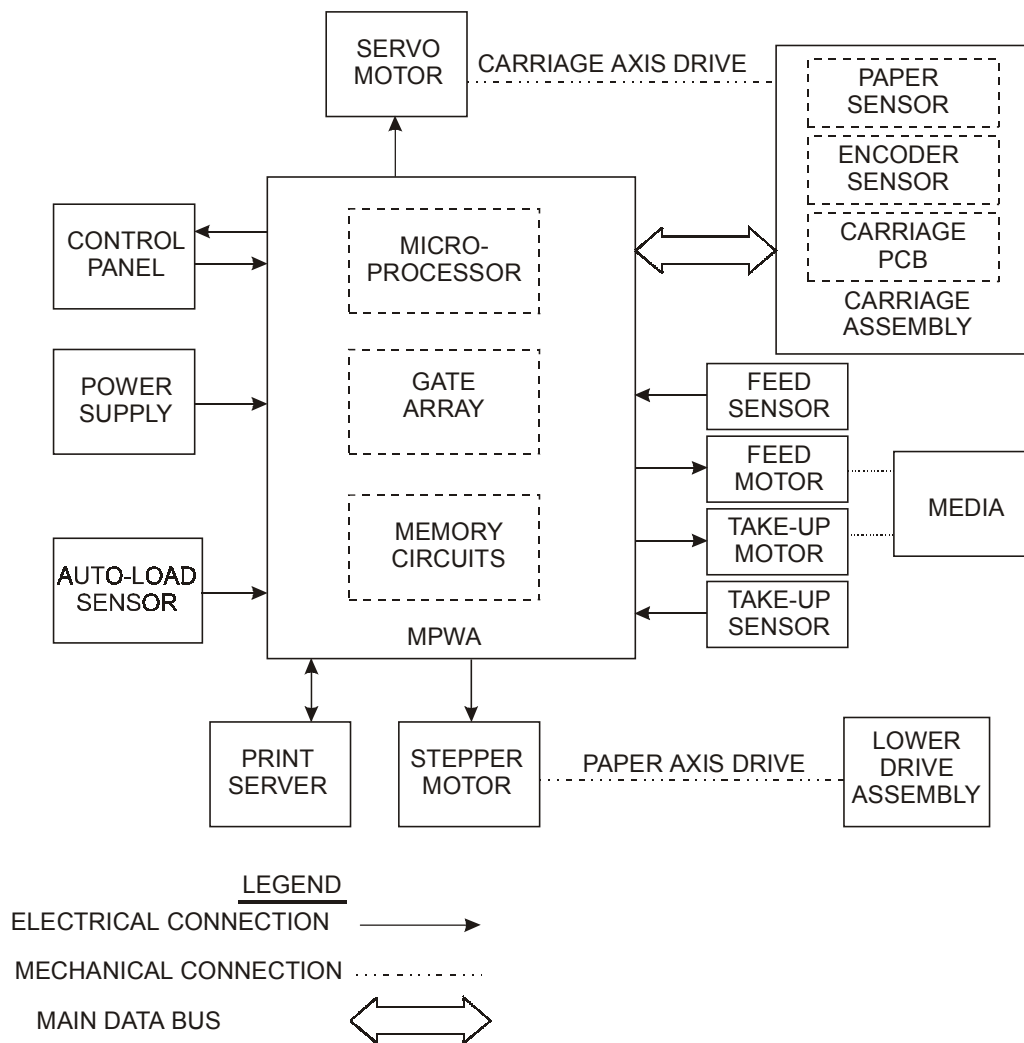 SERVO
MOTOR
CARRIAGE AXIS DRIVE
PAPER
SENSOR
ENCODER
SENSOR
CARRIAGE
PCB
CARRIAGE
ASSEMBLY
CONTROL
PANEL
MICRO-
PROCESSOR
POWER
SUPPLY
GATE
ARRAY
FEED
SENSOR
FEED
MOTOR
MEDIA
TAKE-UP
MOTOR
TAKE-UP
SENSOR
AUTO-LOAD
SENSOR
MEMORY
CIRCUITS
MPWA
PRINT
SERVER
STEPPER
MOTOR
PAPER AXIS DRIVE
LOWER
DRIVE
ASSEMBLY
LEGEND
ELECTRICAL CONNECTION
MECHANICAL CONNECTION
MAIN DATA BUS